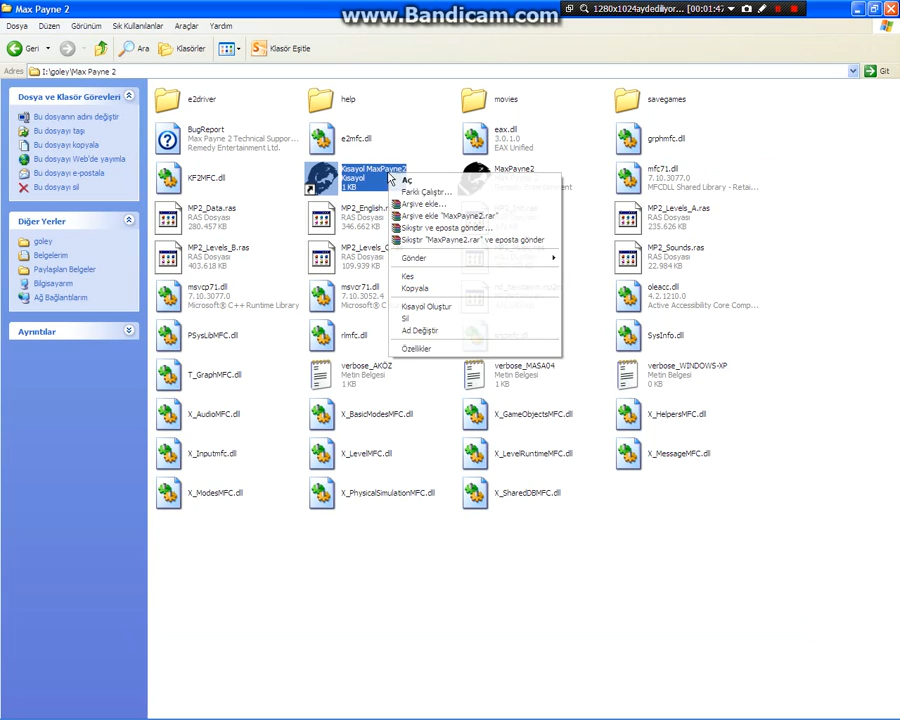 Max Payne 2
www.Bandicam.com
1280x1024aydediliyor... [00:01:47]
Dosya Düzen Görünüm Sık Kullanılanlar Araçlar Yardım
Geri Ara Klasörler Klasör Eşitle
Adres I:\goley\Max Payne 2 Git
Dosya ve Klasör Görevleri
Bu dosyanın adını değiştir
Bu dosyayı taşı
Bu dosyayı kopyala
Bu dosyayı Web'de yayımla
Bu dosyayı e-postala
Bu dosyayı sil
Diğer Yerler
goley
Belgelerim
Paylaşılan Belgeler
Bilgisayarım
Ağ Bağlantılarım
Ayrıntılar
e2driver
help
movies
savegames
BugReport
Max Payne 2 Technical Suppor...
Remedy Entertainment Ltd.
e2mfc.dll
eax.dll
3.0.1.0
EAX Unified
grphmfc.dll
KF2MFC.dll
Kısayol MaxPayne2
Kısayol
1 KB
MaxPayne2
mfc71.dll
7.10.3077.0
MFCDLL Shared Library - Retai...
MP2_Data.ras
RAS Dosyası
280.457 KB
MP2_English.r
RAS Dosyası
346.662 KB
MP2_Levels_A.ras
RAS Dosyası
235.626 KB
MP2_Levels_B.ras
RAS Dosyası
403.618 KB
MP2_Levels_C
RAS Dosyası
109.939 KB
MP2_Sounds.ras
RAS Dosyası
22.984 KB
msvcp71.dll
7.10.3077.0
Microsoft® C++ Runtime Library
msvcr71.dll
7.10.3052.4
Microsoft® C
oleacc.dll
4.2.1210.0
Active Accessibility Core Comp...
PSysLibMFC.dll
rlmfc.dll
SysInfo.dll
T_GraphMFC.dll
verbose_AKÖZ
Metin Belgesi
1 KB
verbose_MASA04
Metin Belgesi
1 KB
verbose_WINDOWS-XP
Metin Belgesi
0 KB
X_AudioMFC.dll
X_BasicModesMFC.dll
X_GameObjectsMFC.dll
X_HelpersMFC.dll
X_Inputmfc.dll
X_LevelMFC.dll
X_LevelRuntimeMFC.dll
X_MessageMFC.dll
X_ModesMFC.dll
X_PhysicalSimulationMFC.dll
X_SharedDBMFC.dll
Aç
Farklı Çalıştır...
Arşive ekle...
Arşive ekle "MaxPayne2.rar"
Sıkıştır ve eposta gönder...
Sıkıştır "MaxPayne2.rar" ve eposta gönder
Gönder
Kes
Kopyala
Kısayol Oluştur
Sil
Ad Değiştir
Özellikler